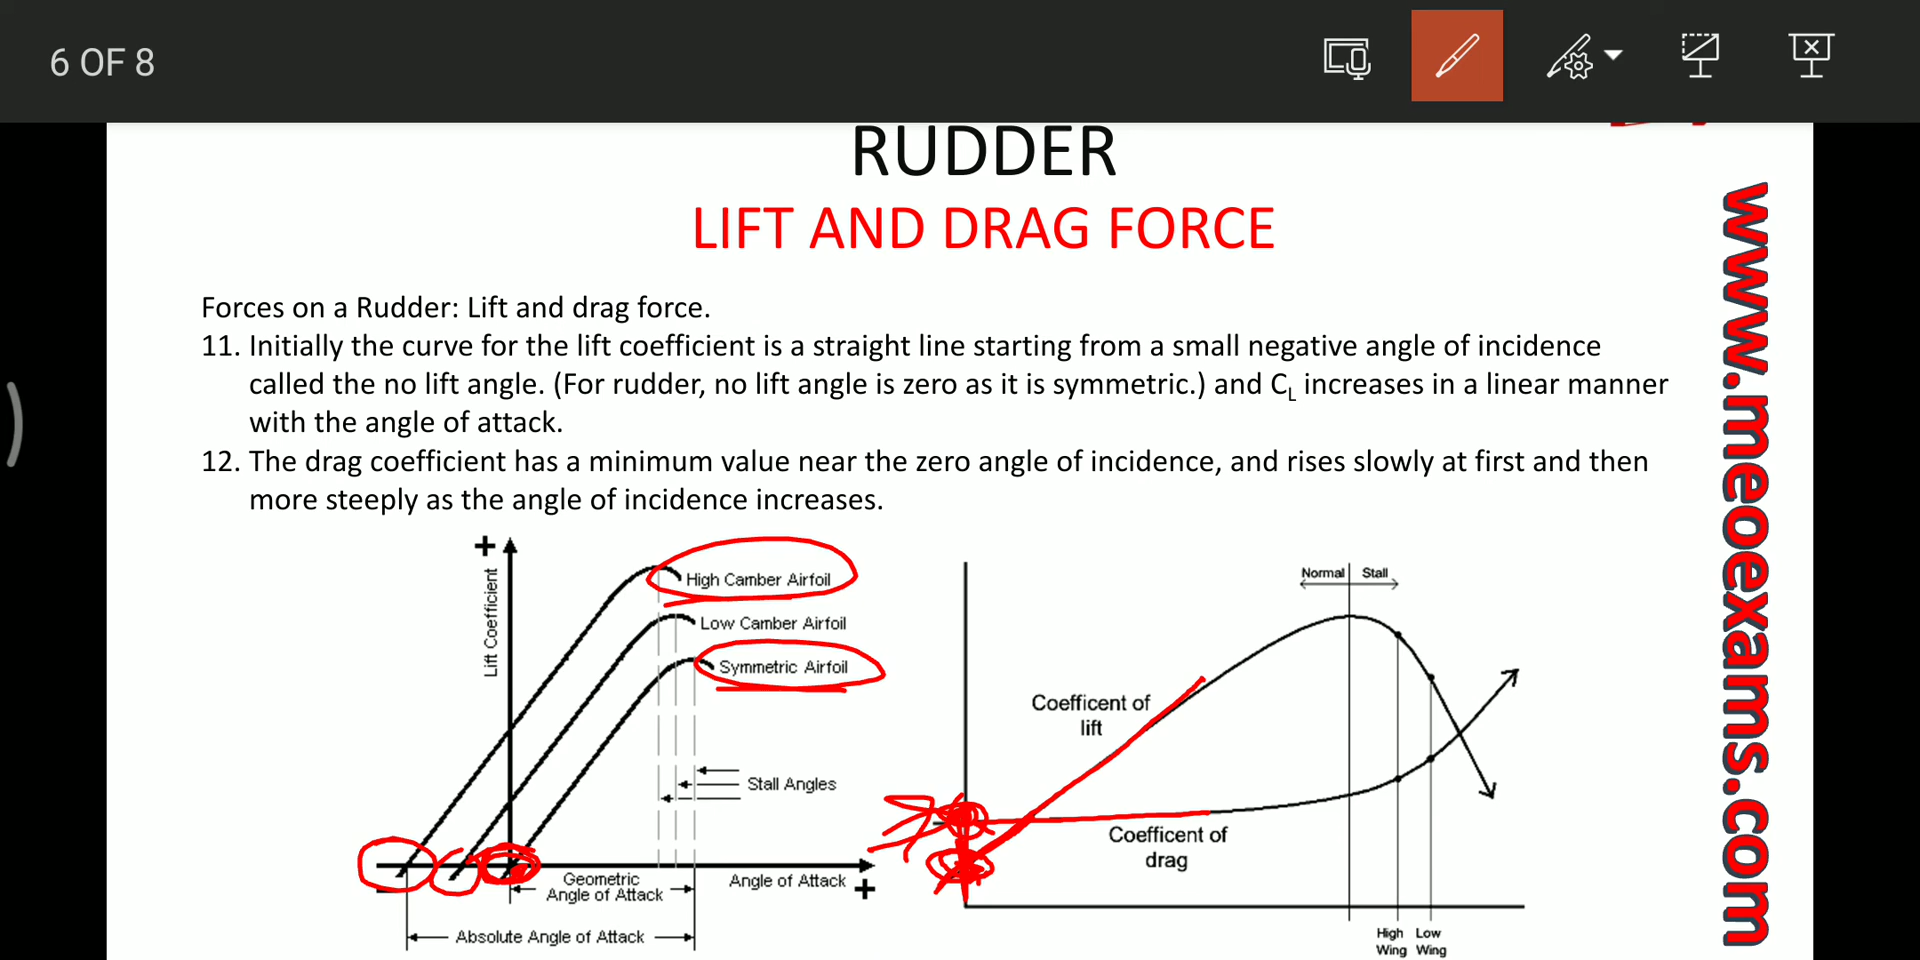 6 OF 8
RUDDER
LIFT AND DRAG FORCE
Forces on a Rudder: Lift and drag force.
11. Initially the curve for the lift coefficient is a straight line starting from a small negative angle of incidence
called the no lift angle. (For rudder, no lift angle is zero as it is symmetric.) and CL increases in a linear manner
with the angle of attack.
12. The drag coefficient has a minimum value near the zero angle of incidence, and rises slowly at first and then
more steeply as the angle of incidence increases.
+
Lift Coefficient
High Camber Airfoil
Low Camber Airfoil
Symmetric Airfoil
Stall Angles
Geometric
Angle of Attack
Angle of Attack
+
Absolute Angle of Attack
Normal
Stall
Coefficent of
lift
Coefficent of
drag
High
Wing
Low
Wing
www.meoexams.com